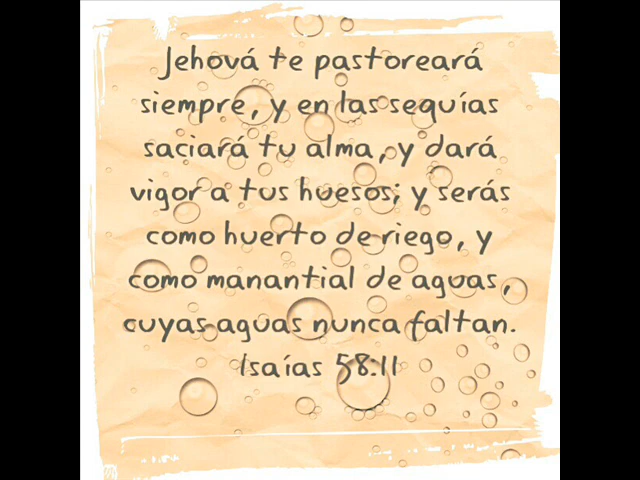 Jehová te pastoreará
siempre, y en las sequías
saciará tu alma, y dará
vigor a tus huesos; y serás
como huerto de riego, y
como manantial de aguas,
cuyas aguas nunca faltan.
Isaías 58:11